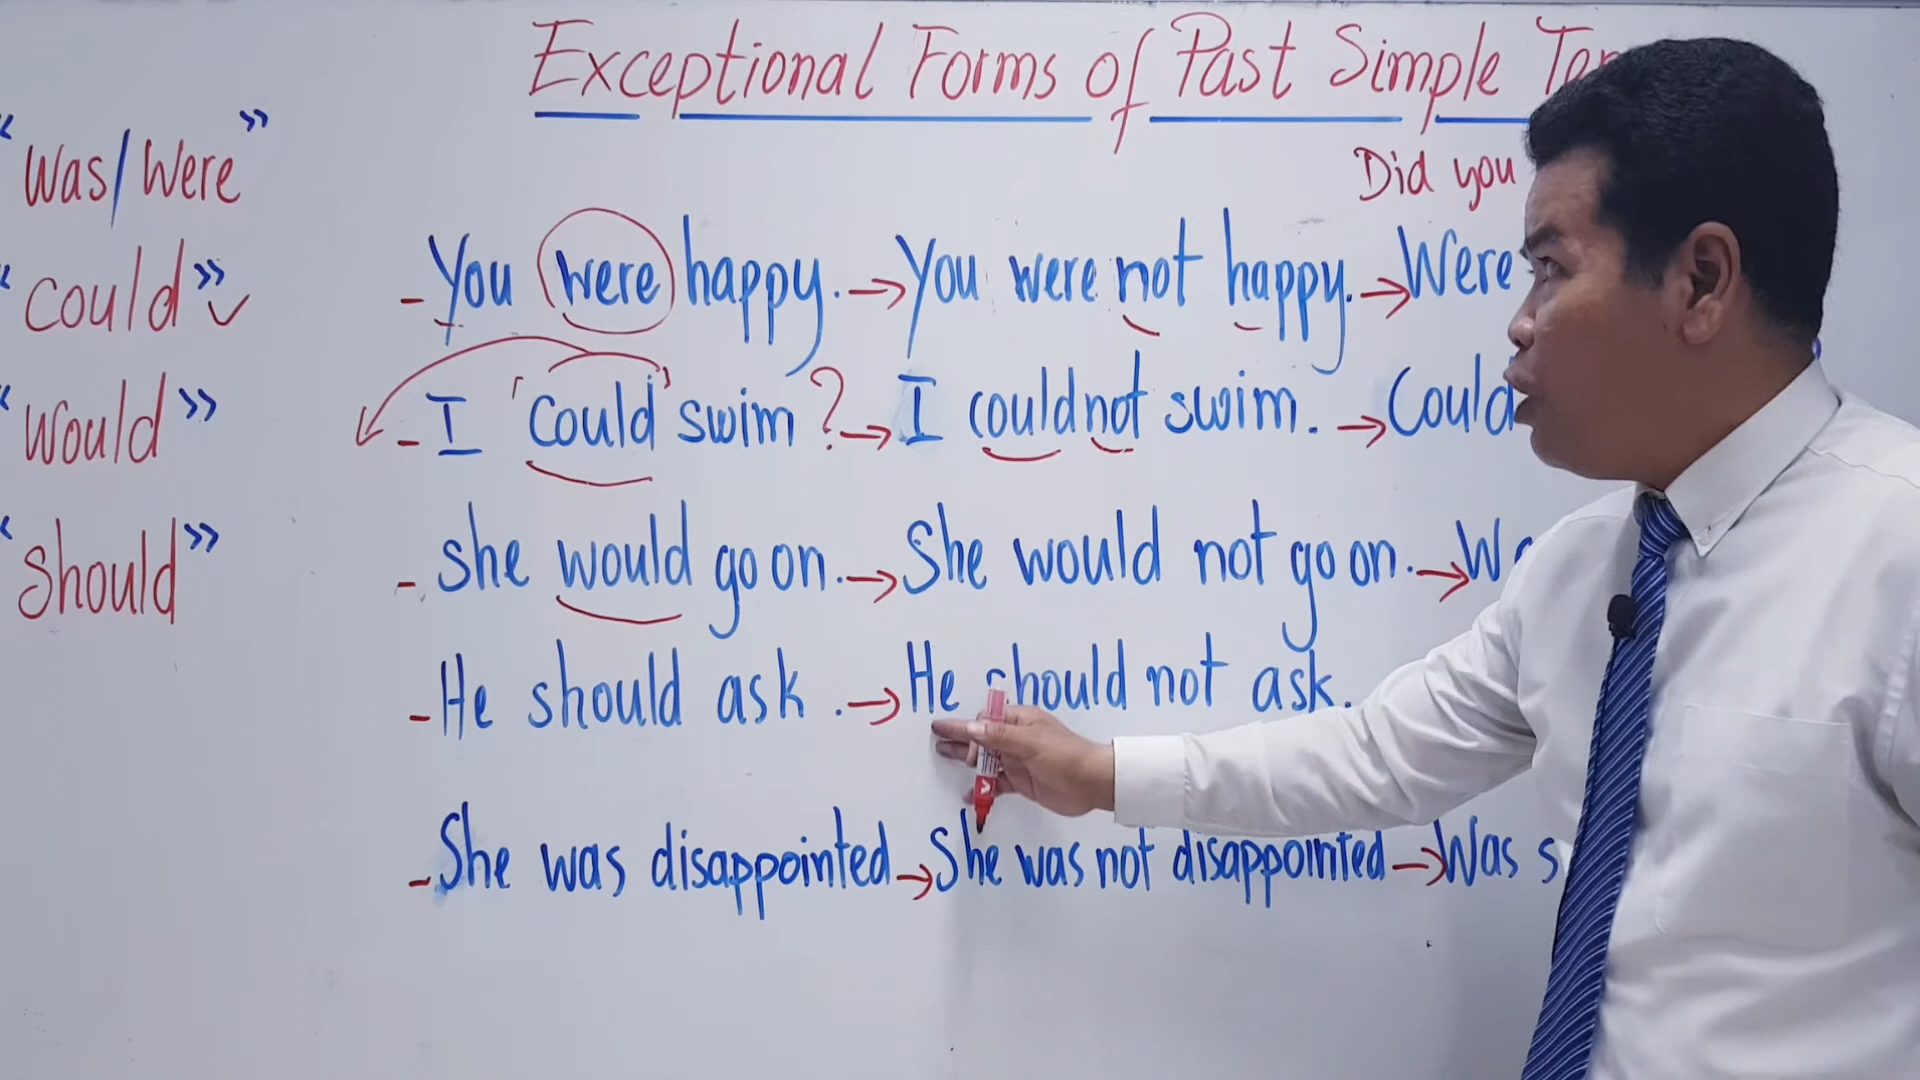 Exceptional Forms of Past Simple
Did you
"Was/Were"
- You were happy. → You were not happy. → Were
"Could" ✓
- I 'Could' swim ? → I could not swim. → Could
"Would"
- She would go on. → She would not go on. →
"Should"
- He should ask. → He should not ask.
- She was disappointed → She was not disappointed → Was